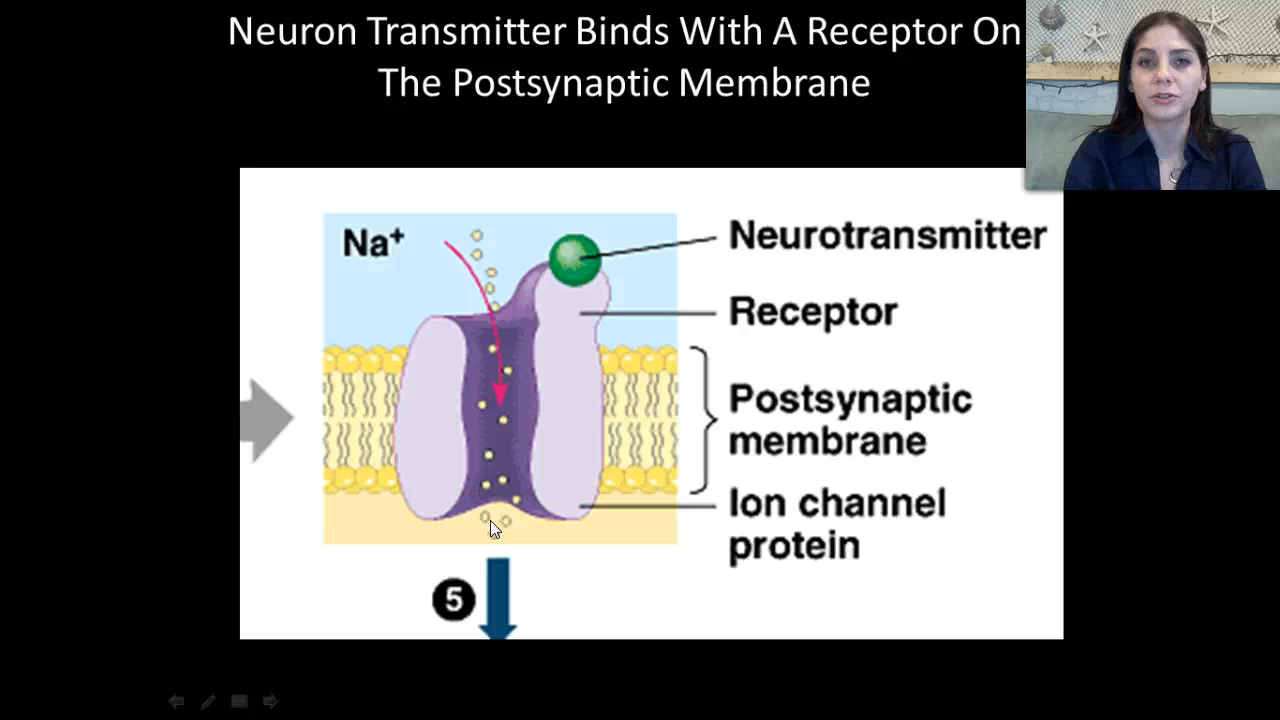 Neuron Transmitter Binds With A Receptor On
The Postsynaptic Membrane
Na⁺
Neurotransmitter
Receptor
Postsynaptic
membrane
Ion channel
protein
5